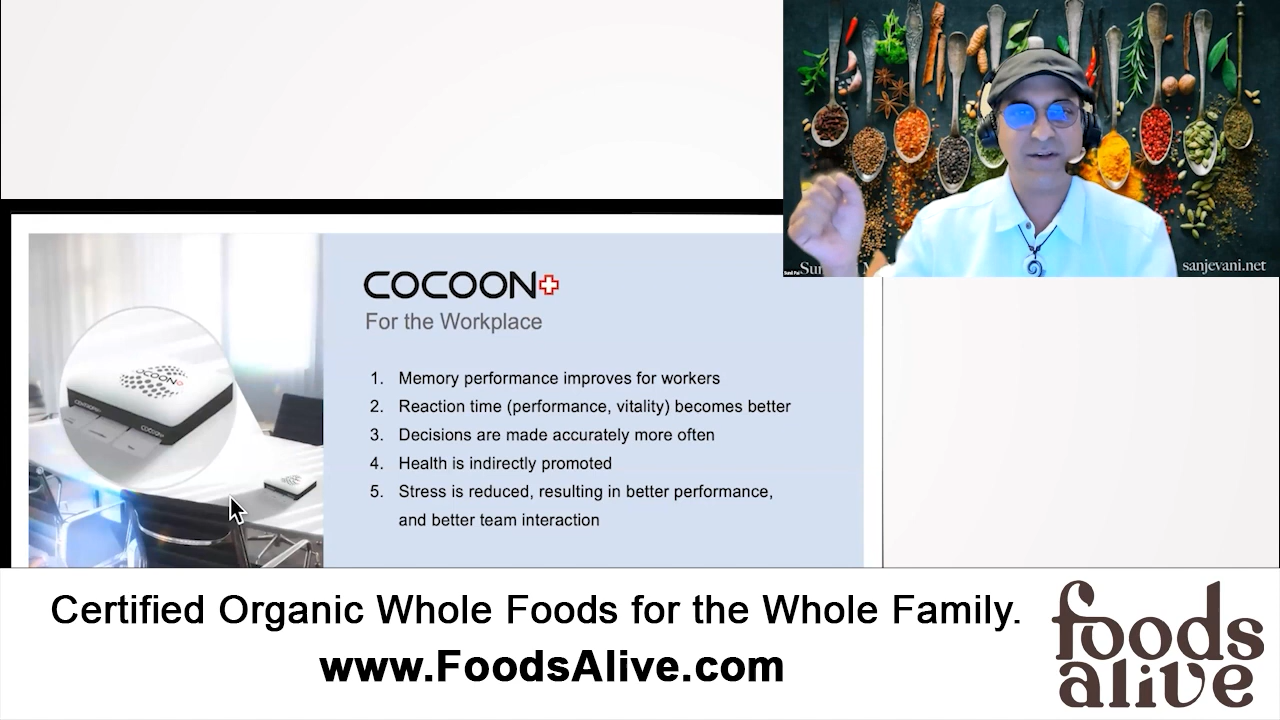 sanjevani.net
COCOON
For the Workplace
1. Memory performance improves for workers
2. Reaction time (performance, vitality) becomes better
3. Decisions are made accurately more often
4. Health is indirectly promoted
5. Stress is reduced, resulting in better performance,
and better team interaction
Certified Organic Whole Foods for the Whole Family.
www.FoodsAlive.com
foods
alive